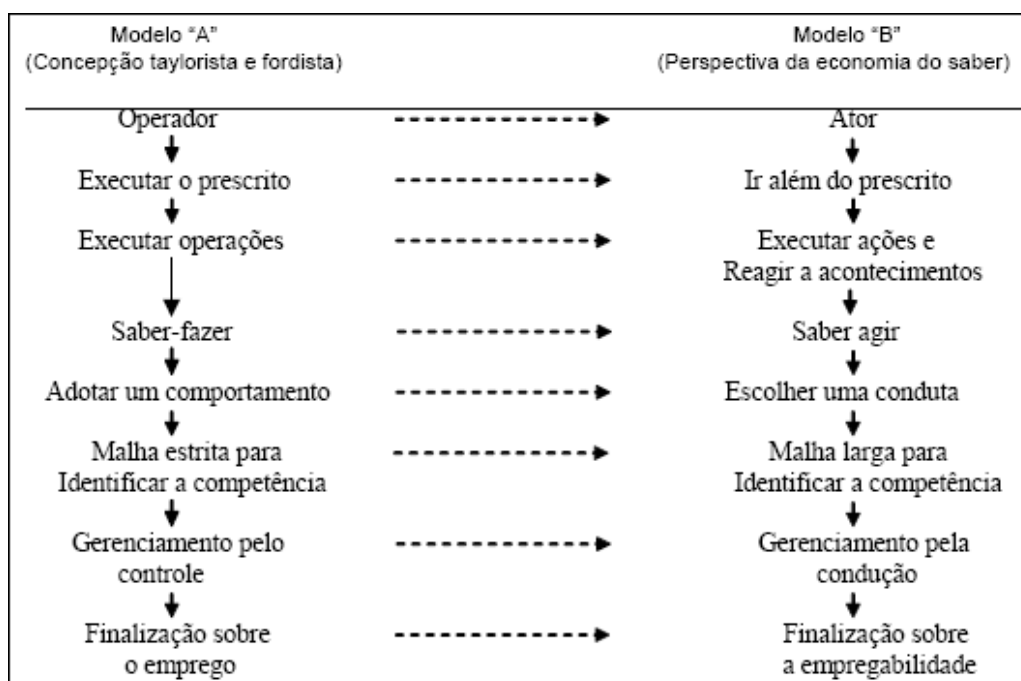 Modelo “A”
(Concepção taylorista e fordista)
Modelo “B”
(Perspectiva da economia do saber)
Operador
Ator
Executar o prescrito
Ir além do prescrito
Executar operações
Executar ações e
Reagir a acontecimentos
Saber-fazer
Saber agir
Adotar um comportamento
Escolher uma conduta
Malha estrita para
Identificar a competência
Malha larga para
Identificar a competência
Gerenciamento pelo
controle
Gerenciamento pela
condução
Finalização sobre
o emprego
Finalização sobre
a empregabilidade